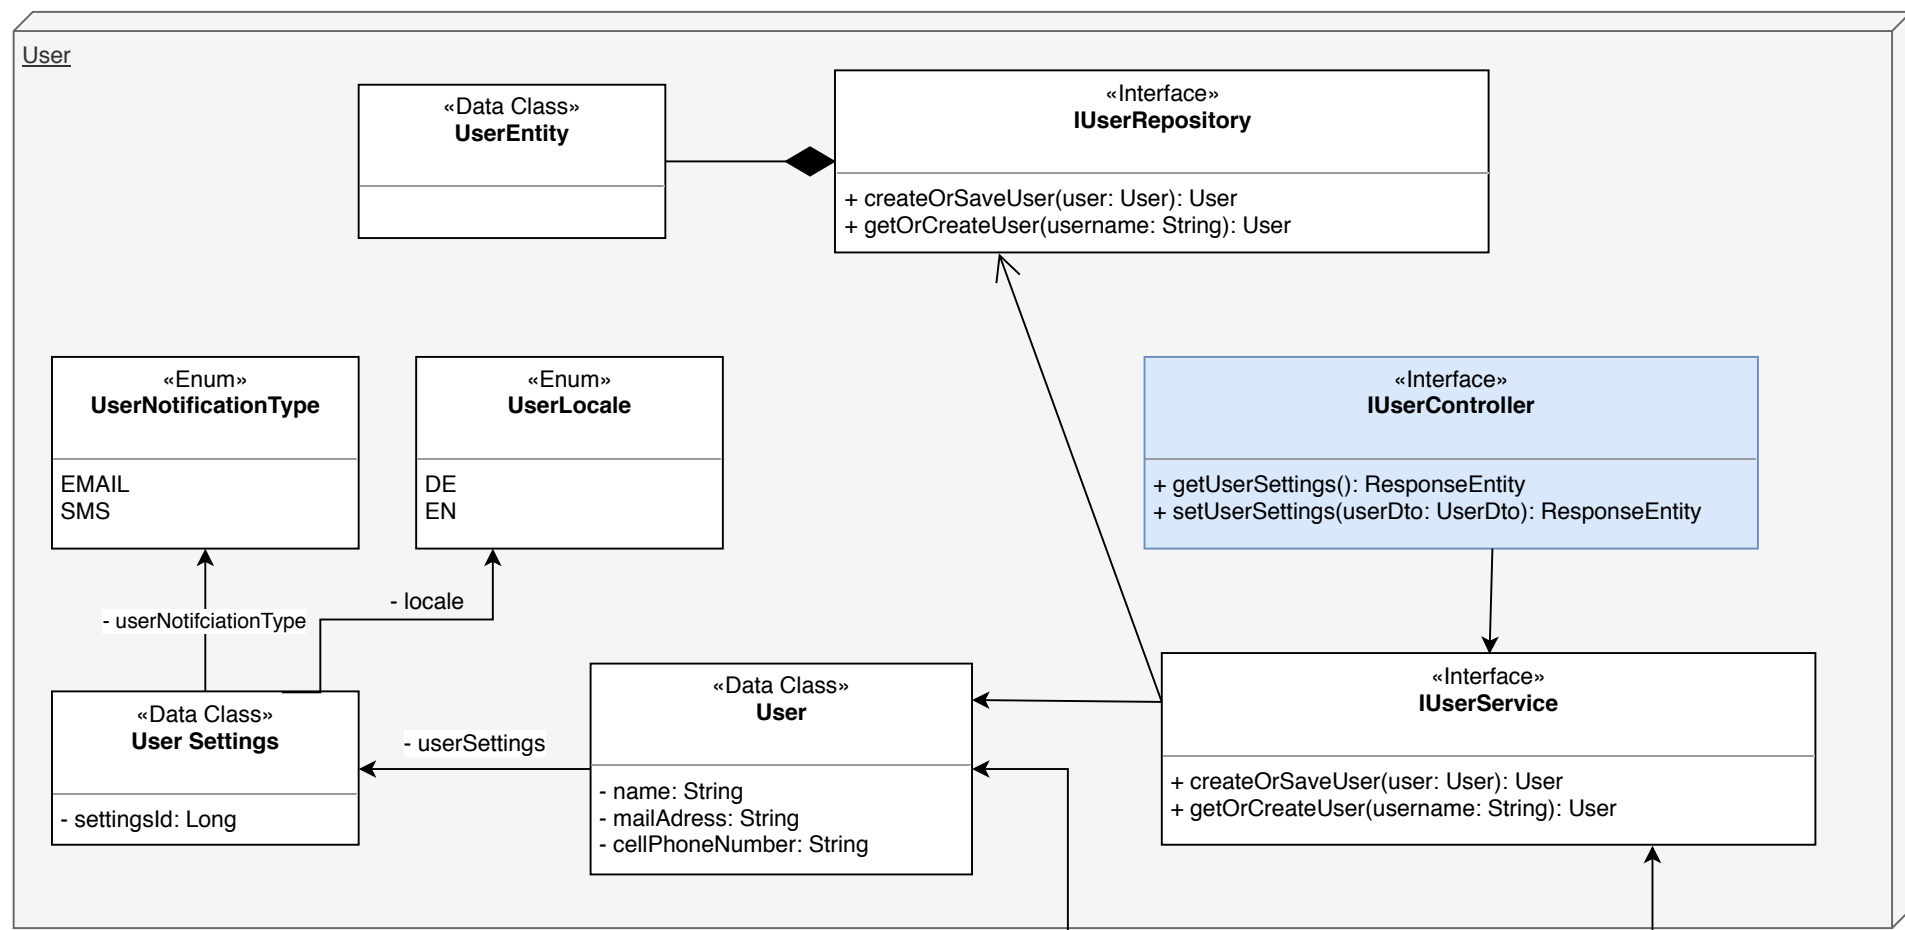 User
«Data Class»
UserEntity
«Interface»
IUserRepository
+ createOrSaveUser(user: User): User
+ getOrCreateUser(username: String): User
«Enum»
UserNotificationType
EMAIL
SMS
«Enum»
UserLocale
DE
EN
«Interface»
IUserController
+ getUserSettings(): ResponseEntity
+ setUserSettings(userDto: UserDto): ResponseEntity
- locale
- userNotifciationType
«Data Class»
User Settings
- settingsId: Long
- userSettings
«Data Class»
User
- name: String
- mailAdress: String
- cellPhoneNumber: String
«Interface»
IUserService
+ createOrSaveUser(user: User): User
+ getOrCreateUser(username: String): User